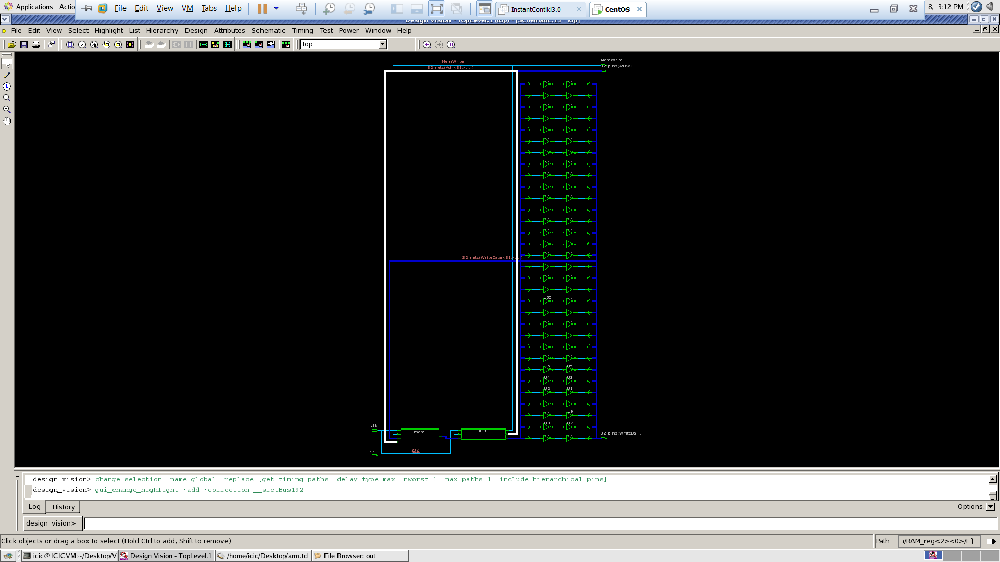 Applications Actio
File Edit View VM Tabs Help
InstantContiki3.0
CentOS
8, 3:12 PM
Design Vision - TopLevel.1 (top) - [Schematic.13 top]
File Edit View Select Highlight List Hierarchy Design Attributes Schematic Timing Test Power Window Help
top
MemWrite
32 nets(Adr<31>,...)
MemWrite
32 pins(Adr<31...
32 nets(WriteData<31>,...)
U60
U6 U5
U4 U3
U2 U1
U9
U8 U7
clk
mem
arm
32 pins(WriteDa...
...
clk
reset
design_vision> change_selection -name global -replace [get_timing_paths -delay_type max -nworst 1 -max_paths 1 -include_hierarchical_pins]
design_vision> gui_change_highlight -add -collection __slctBus192
Log History
Options:
design_vision>
Click objects or drag a box to select (Hold Ctrl to add, Shift to remove)
Path ... /RAM_reg<2><0>/E}
icic@ICICVM:~/Desktop/V
Design Vision - TopLevel.1
/home/icic/Desktop/arm.tcl
File Browser: out